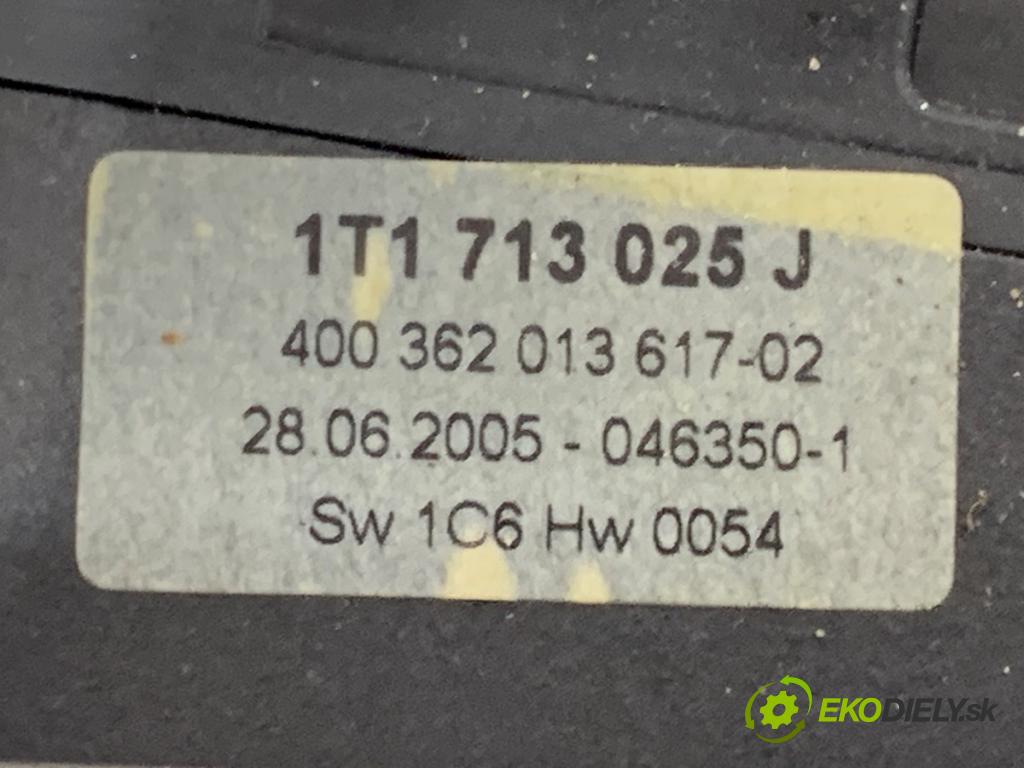 1T1 713 025 J
400 362 013 617-02
28.06.2005 - 046350-1
Sw 1C6 Hw 0054
EKODIELY.sk